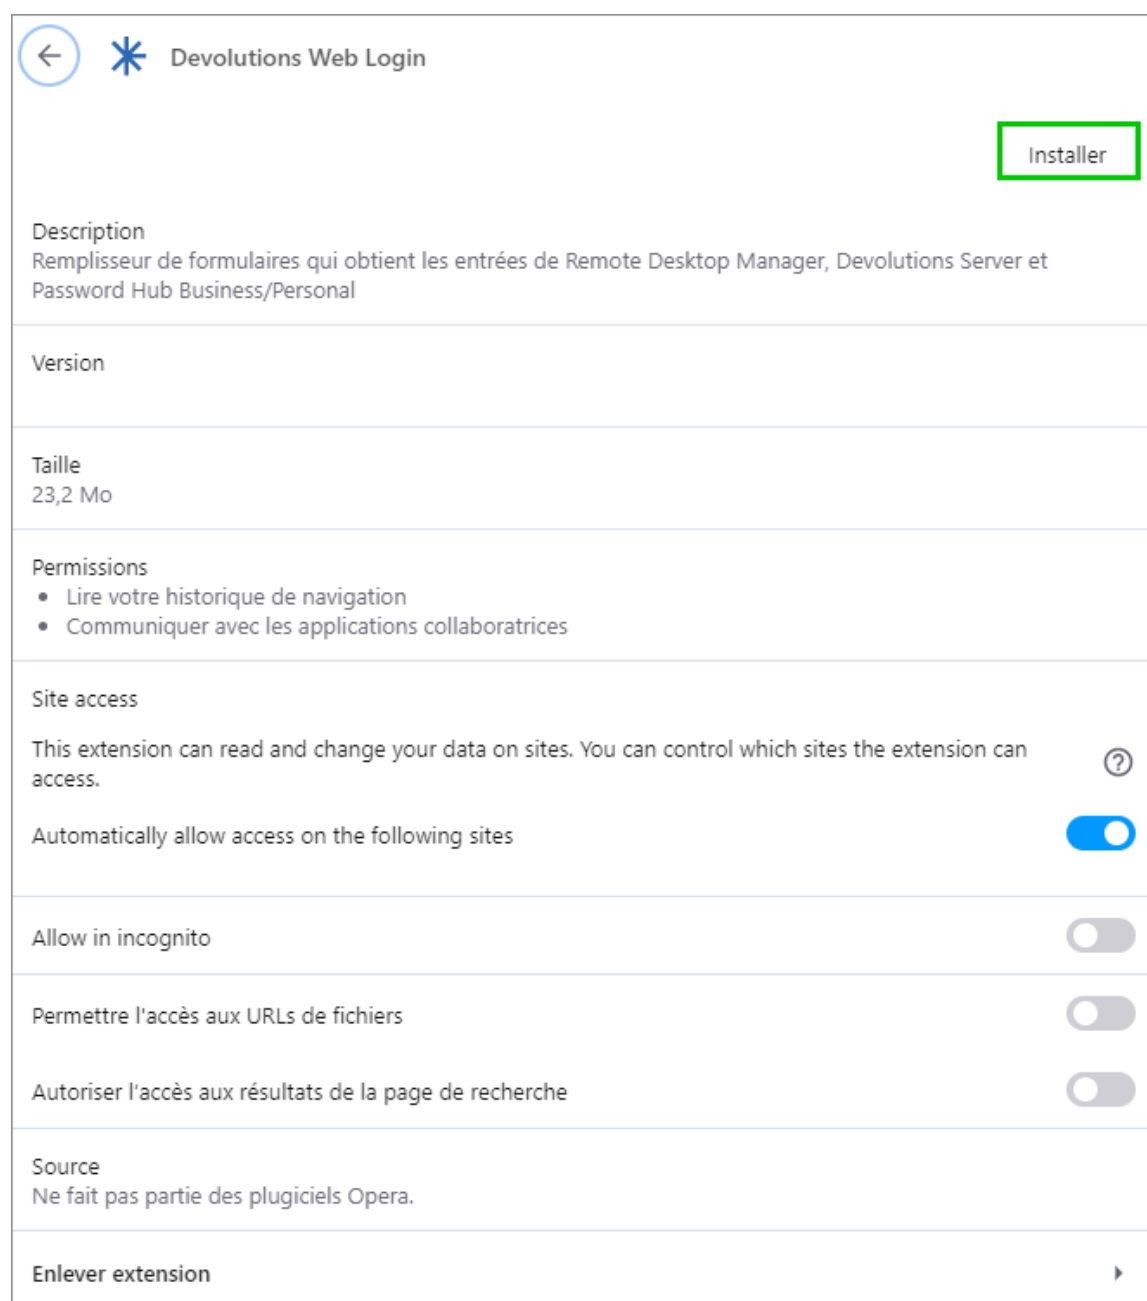 Devolutions Web Login
Installer
Description
Remplisseur de formulaires qui obtient les entrées de Remote Desktop Manager, Devolutions Server et
Password Hub Business/Personal
Version
Taille
23,2 Mo
Permissions
• Lire votre historique de navigation
• Communiquer avec les applications collaboratrices
Site access
This extension can read and change your data on sites. You can control which sites the extension can
access.
Automatically allow access on the following sites
Allow in incognito
Permettre l'accès aux URLs de fichiers
Autoriser l'accès aux résultats de la page de recherche
Source
Ne fait pas partie des plugiciels Opera.
Enlever extension